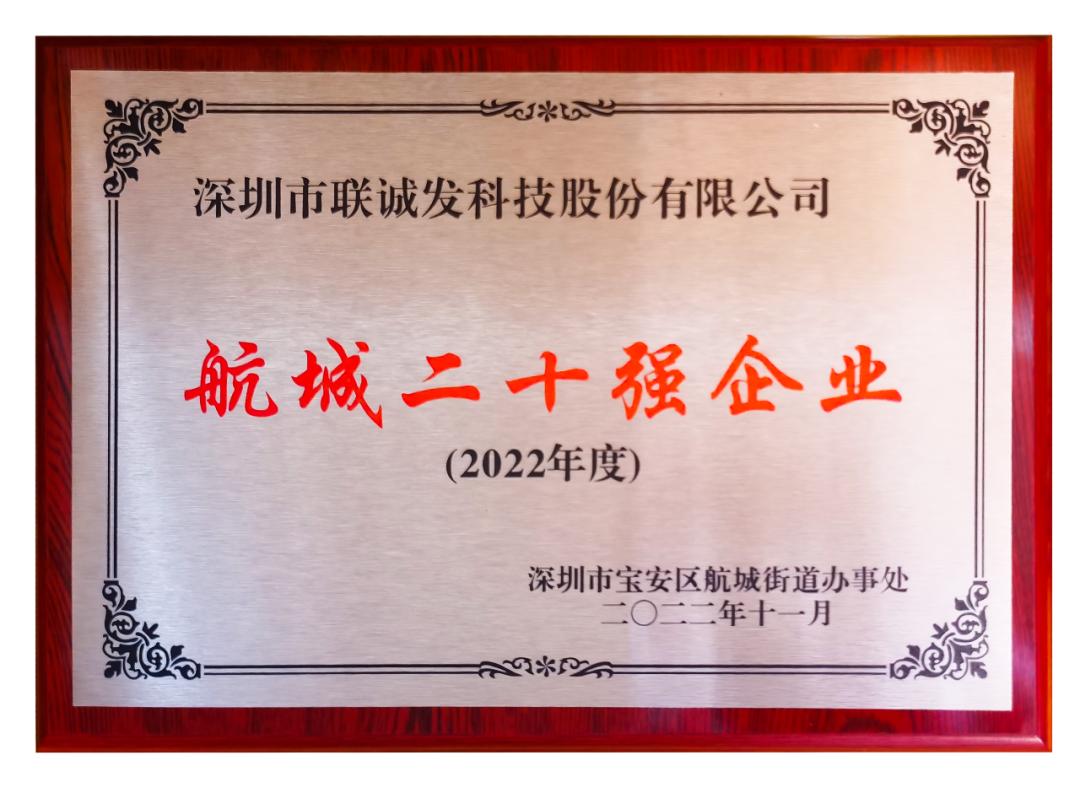 深圳市联诚发科技股份有限公司
航城二十强企业
(2022年度)
深圳市宝安区航城街道办事处
二〇二二年十一月